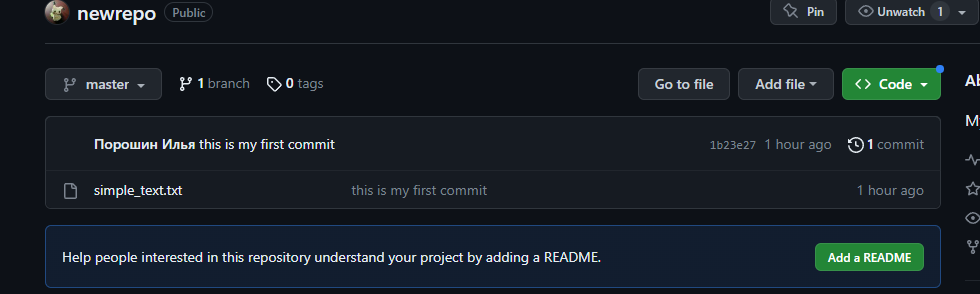 newrepo Public Pin Unwatch 1
master 1 branch 0 tags Go to file Add file Code
Порошин Илья this is my first commit 1b23e27 1 hour ago 1 commit
simple_text.txt this is my first commit 1 hour ago
Help people interested in this repository understand your project by adding a README. Add a README